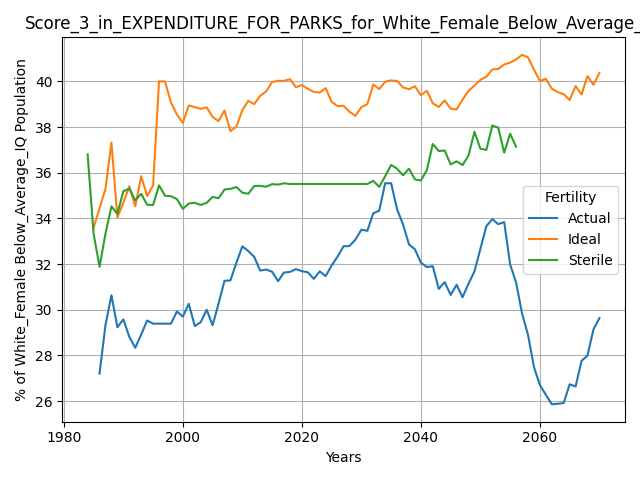 Score_3_in_EXPENDITURE_FOR_PARKS_for_White_Female_Below_Average_
% of White_Female Below_Average_IQ Population
40
38
36
34
32
30
28
26
Fertility
Actual
Ideal
Sterile
1980
2000
2020
2040
2060
Years